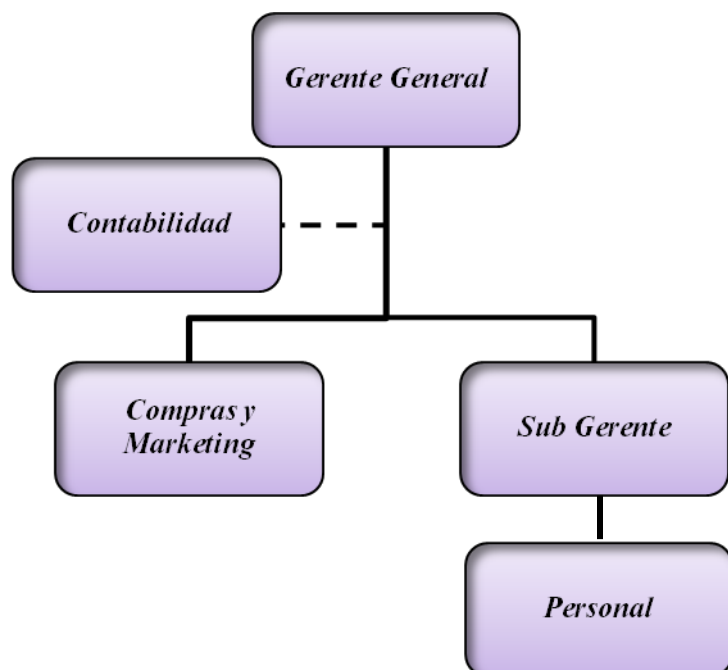 Gerente General
Contabilidad
Compras y
Marketing
Sub Gerente
Personal